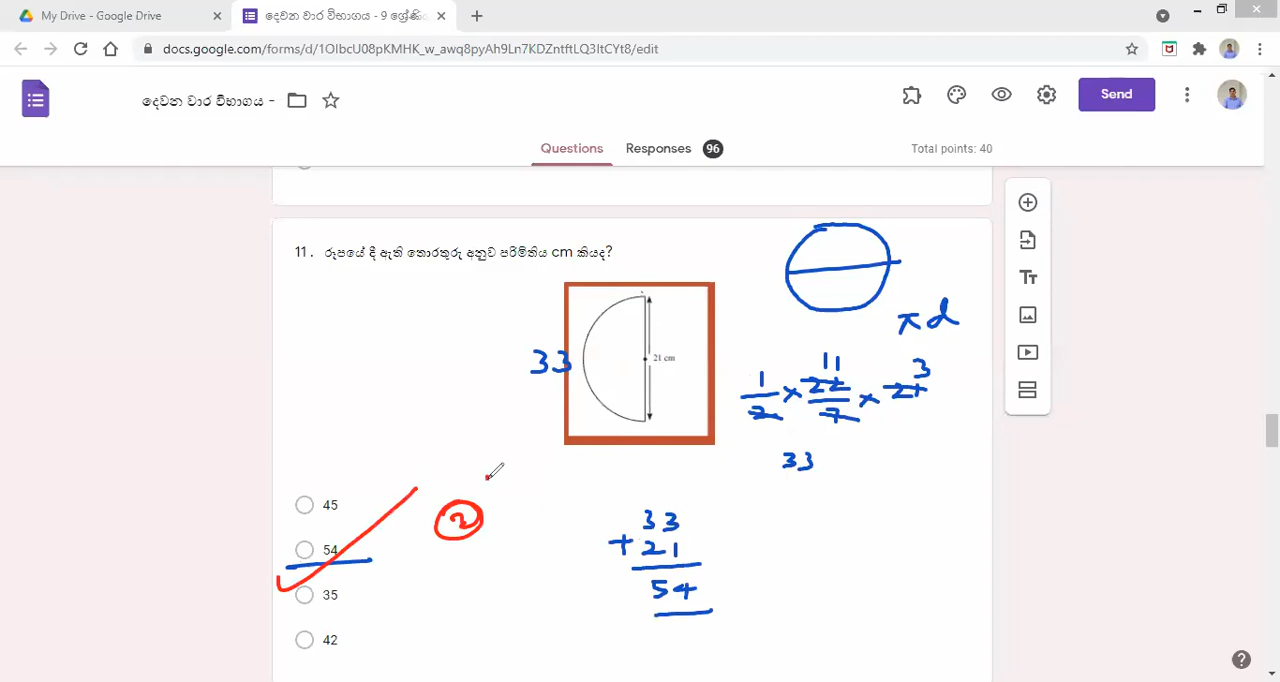 My Drive - Google Drive
දෙවන වාර විභාගය - 9 ශ්‍රේණිය
docs.google.com/forms/d/1OlbcU08pKMHK_w_awq8pyAh9Ln7KDZntftLQ3ltCYt8/edit
දෙවන වාර විභාගය -
Send
Questions
Responses 96
Total points: 40
11. රූපයේ දී ඇති තොරතුරු අනුව පරිමිතිය cm කියද?
πd
33
21 cm
1/2 × 22/7 × 21
11
3
33
45
54
35
42
2
33
+ 21
54